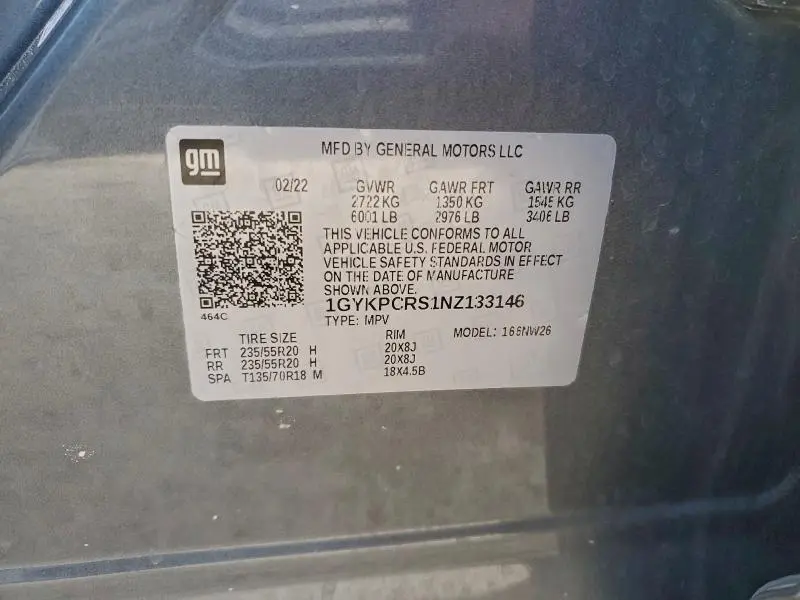 gm
MFD BY GENERAL MOTORS LLC
02/22 GVWR GAWR FRT GAWR RR
2722 KG 1350 KG 1545 KG
6001 LB 2976 LB 3406 LB
THIS VEHICLE CONFORMS TO ALL
APPLICABLE U.S. FEDERAL MOTOR
VEHICLE SAFETY STANDARDS IN EFFECT
ON THE DATE OF MANUFACTURE
SHOWN ABOVE.
464C
1GYKPCRS1NZ133146
TYPE: MPV
MODEL: 166NW26
TIRE SIZE RIM
FRT 235/55R20 H 20X8J
RR 235/55R20 H 20X8J
SPA T135/70R18 M 18X4.5B